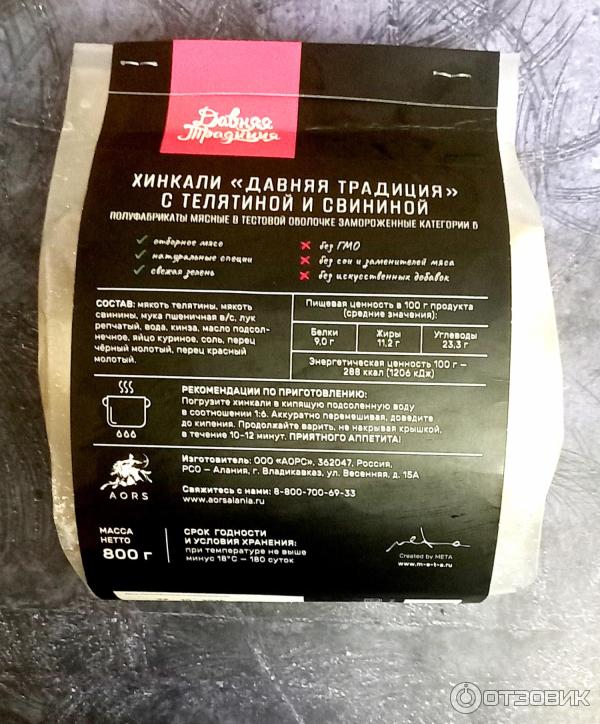 Давняя
Традиция
ХИНКАЛИ «ДАВНЯЯ ТРАДИЦИЯ»
С ТЕЛЯТИНОЙ И СВИНИНОЙ
ПОЛУФАБРИКАТЫ МЯСНЫЕ В ТЕСТОВОЙ ОБОЛОЧКЕ ЗАМОРОЖЕННЫЕ КАТЕГОРИИ Б
отборное мясо
натуральные специи
свежая зелень
без ГМО
без сои и заменителей мяса
без искусственных добавок
СОСТАВ: мякоть телятины, мякоть
свинины, мука пшеничная в/с, лук
репчатый, вода, кинза, масло подсол-
нечное, яйцо куриное, соль, перец
чёрный молотый, перец красный
молотый.
Пищевая ценность в 100 г продукта
(средние значения):
Белки Жиры Углеводы
9,0 г 11,2 г 23,3 г
Энергетическая ценность 100 г –
288 ккал (1206 кДж)
РЕКОМЕНДАЦИИ ПО ПРИГОТОВЛЕНИЮ:
Погрузите хинкали в кипящую подсоленную воду
в соотношении 1:6. Аккуратно перемешивая, доведите
до кипения. Продолжайте варить, не накрывая крышкой,
в течение 10–12 минут. ПРИЯТНОГО АППЕТИТА!
AORS
Изготовитель: ООО «АОРС», 362047, Россия,
РСО – Алания, г. Владикавказ, ул. Весенняя, д. 15А
Свяжитесь с нами: 8-800-700-69-33
www.aorsalania.ru
МАССА
НЕТТО
800 г
СРОК ГОДНОСТИ
И УСЛОВИЯ ХРАНЕНИЯ:
при температуре не выше
минус 18°С – 180 суток
meta
Created by META
www.m-e-t-a.ru
ОТЗОВИК